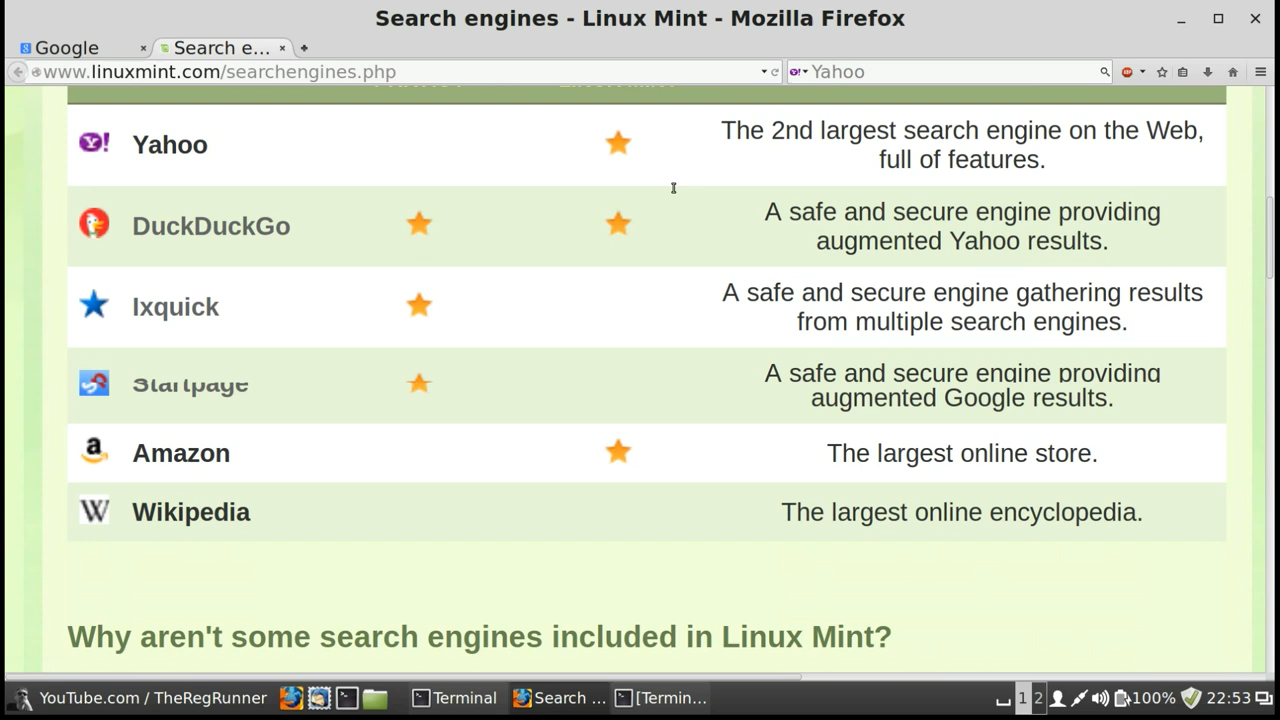 Search engines - Linux Mint - Mozilla Firefox
Google
Search e...
www.linuxmint.com/searchengines.php
Yahoo
Yahoo
The 2nd largest search engine on the Web,
full of features.
DuckDuckGo
A safe and secure engine providing
augmented Yahoo results.
Ixquick
A safe and secure engine gathering results
from multiple search engines.
Startpage
A safe and secure engine providing
augmented Google results.
Amazon
The largest online store.
Wikipedia
The largest online encyclopedia.
Why aren't some search engines included in Linux Mint?
YouTube.com / TheRegRunner
Terminal
Search ...
[Termin...
1
2
100%
22:53